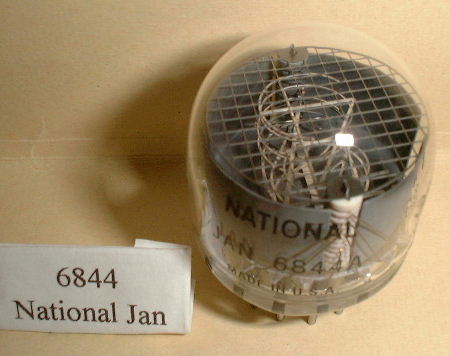 NATIONAL
JAN 6844A
MADE IN U.S.A.
6844
National Jan